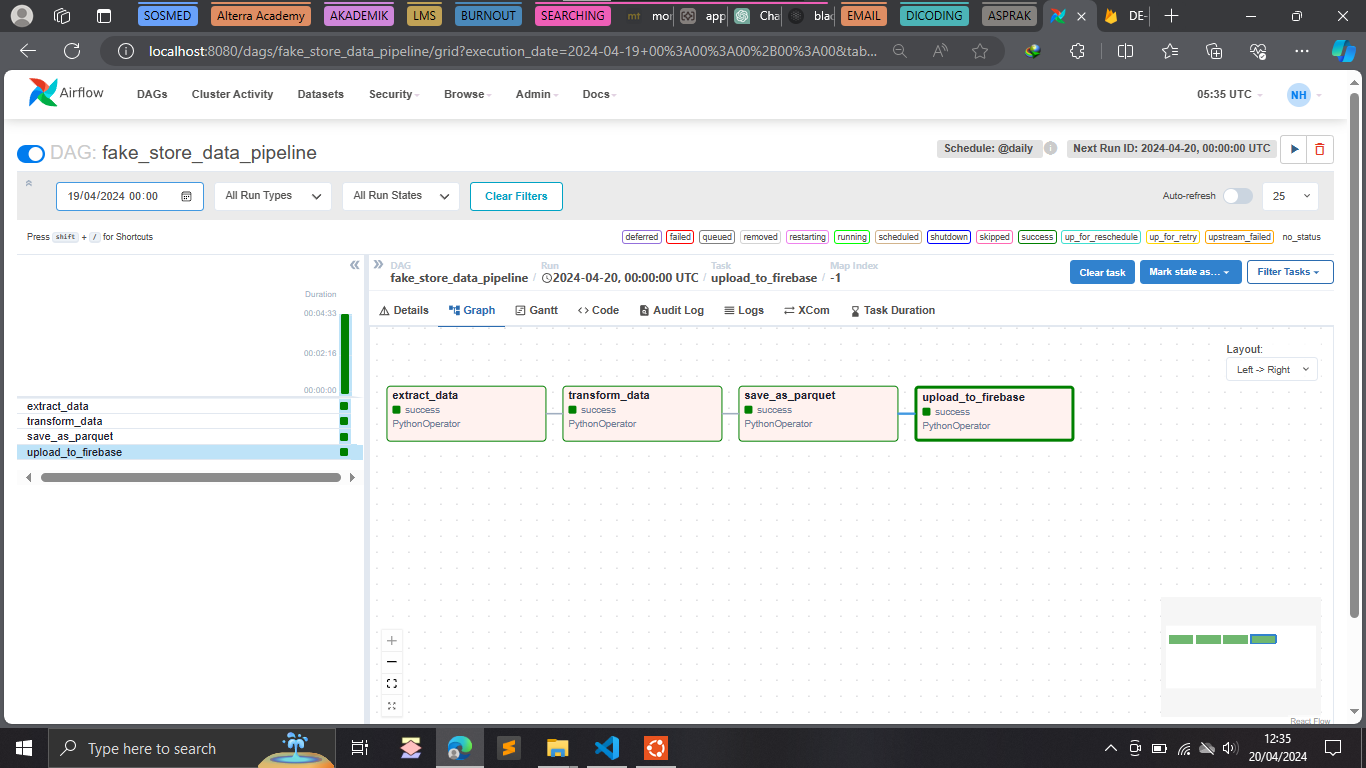 SOSMED Alterra Academy AKADEMIK LMS BURNOUT SEARCHING mt mor app Cha blac EMAIL DICODING ASPRAK DE-
localhost:8080/dags/fake_store_data_pipeline/grid?execution_date=2024-04-19+00%3A00%3A00%2B00%3A00&tab...
Airflow DAGs Cluster Activity Datasets Security Browse Admin Docs 05:35 UTC NH
DAG: fake_store_data_pipeline Schedule: @daily i Next Run ID: 2024-04-20, 00:00:00 UTC
19/04/2024 00:00 All Run Types All Run States Clear Filters Auto-refresh 25
Press shift + / for Shortcuts deferred failed queued removed restarting running scheduled shutdown skipped success up_for_reschedule up_for_retry upstream_failed no_status
DAG Run Task Map Index
fake_store_data_pipeline / 2024-04-20, 00:00:00 UTC / upload_to_firebase / -1
Clear task Mark state as... Filter Tasks
Details Graph Gantt Code Audit Log Logs XCom Task Duration
Duration
00:04:33
00:02:16
00:00:00
extract_data
transform_data
save_as_parquet
upload_to_firebase
Layout:
Left -> Right
extract_data
success
PythonOperator
transform_data
success
PythonOperator
save_as_parquet
success
PythonOperator
upload_to_firebase
success
PythonOperator
React Flow
Type here to search
12:35
20/04/2024